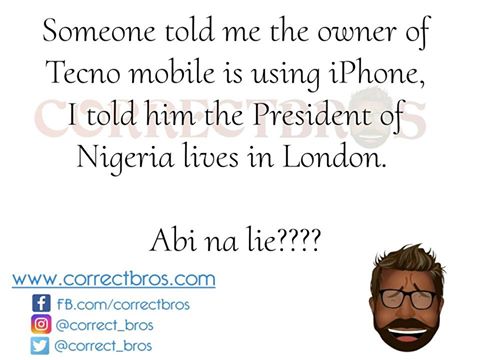 Someone told me the owner of
Tecno mobile is using iPhone,
CORRECTBROS
I told him the President of
Nigeria lives in London.
Abi na lie????
www.correctbros.com
FB.com/correctbros
@correct_bros
@correct_bros